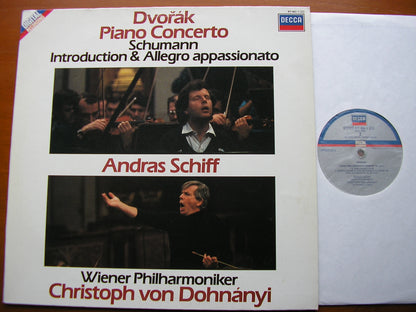 Dvořák
Piano Concerto
Schumann
Introduction & Allegro appassionato
DECCA
Andras Schiff
Wiener Philharmoniker
Christoph von Dohnányi
DECCA